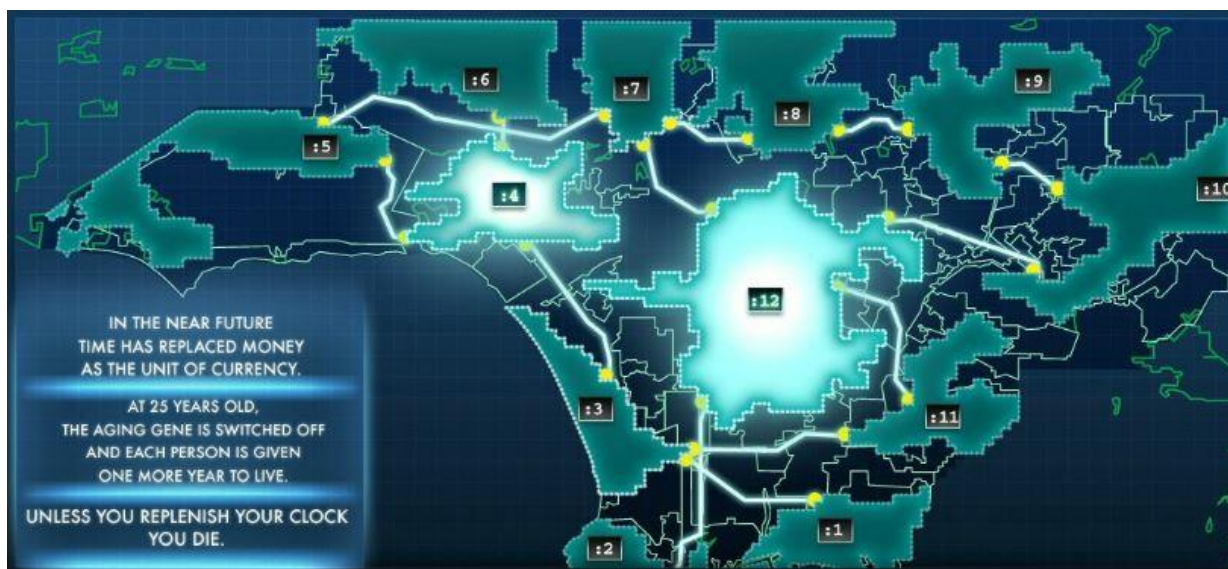 :6
:7
:8
:9
:5
:4
:10
:12
IN THE NEAR FUTURE
TIME HAS REPLACED MONEY
AS THE UNIT OF CURRENCY.
AT 25 YEARS OLD,
THE AGING GENE IS SWITCHED OFF
AND EACH PERSON IS GIVEN
ONE MORE YEAR TO LIVE.
UNLESS YOU REPLENISH YOUR CLOCK
YOU DIE.
:3
:11
:1
:2